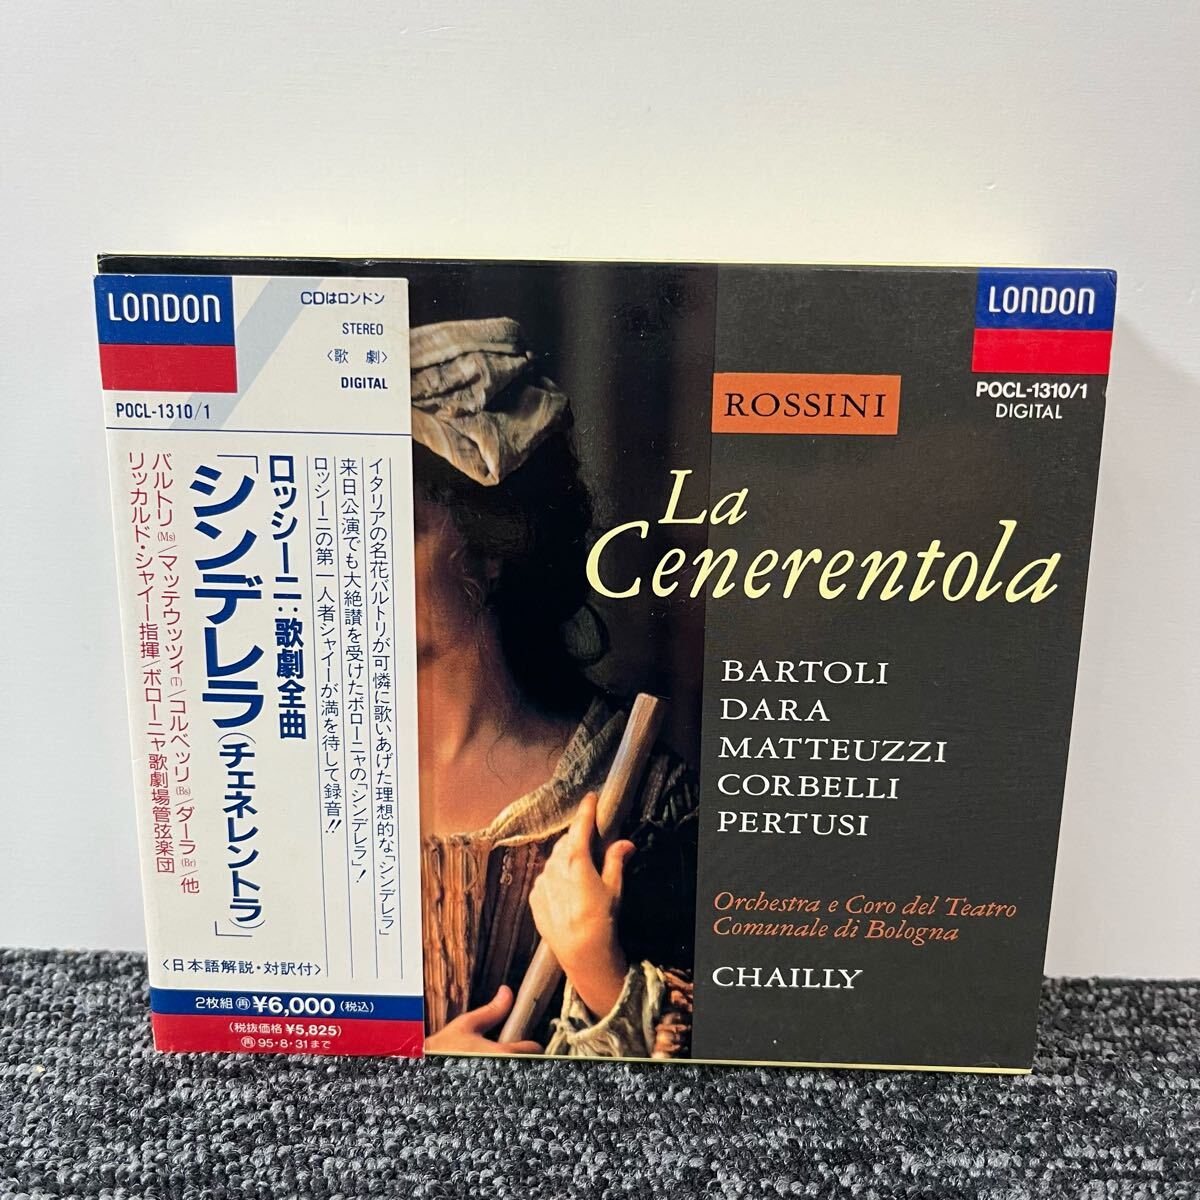 LONDON
CDはロンドン
STEREO
〈歌劇〉
DIGITAL
POCL-1310/1
イタリアの名花バルトリが可憐に歌いあげた理想的な「シンデレラ」
来日公演でも大絶讃を受けたボローニャの「シンデレラ」!
ロッシーニの第一人者シャイーが満を待して録音!!
ロッシーニ:歌劇全曲
「シンデレラ(チェネレントラ)」
バルトリ(Ms)/マッテウッツィ(T)/コルベッリ(Bs)/ダーラ(Br)/他
リッカルド・シャイー指揮/ボローニャ歌劇場管弦楽団
〈日本語解説・対訳付〉
2枚組 再 ¥6,000(税込)
(税抜価格 ¥5,825)
再 95・8・31まで
LONDON
POCL-1310/1
DIGITAL
ROSSINI
La
Cenerentola
BARTOLI
DARA
MATTEUZZI
CORBELLI
PERTUSI
Orchestra e Coro del Teatro
Comunale di Bologna
CHAILLY